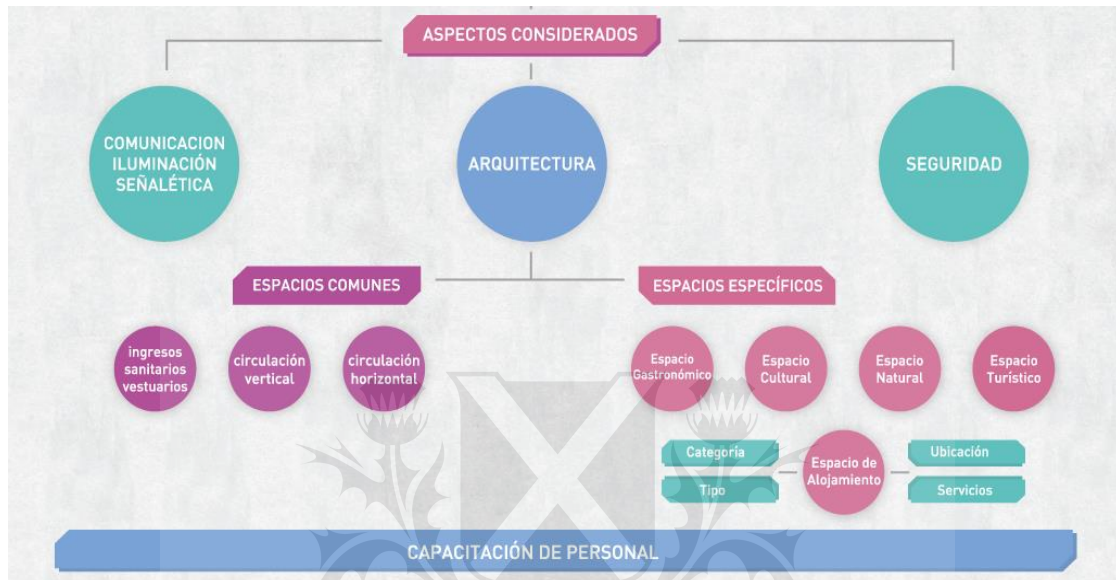 ASPECTOS CONSIDERADOS
COMUNICACION
ILUMINACIÓN
SEÑALÉTICA
ARQUITECTURA
SEGURIDAD
ESPACIOS COMUNES
ESPACIOS ESPECÍFICOS
ingresos
sanitarios
vestuarios
circulación
vertical
circulación
horizontal
Espacio
Gastronómico
Espacio
Cultural
Espacio
Natural
Espacio
Turístico
Categoría
Tipo
Espacio de
Alojamiento
Ubicación
Servicios
CAPACITACIÓN DE PERSONAL